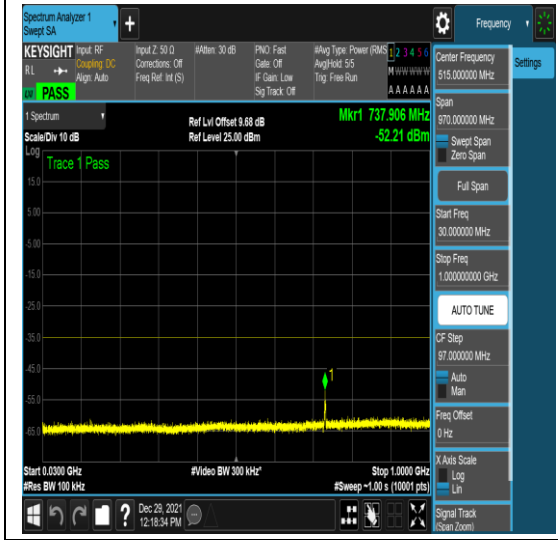 Spectrum Analyzer 1
Swept SA
Frequency
KEYSIGHT
Input: RF
Coupling: DC
Align: Auto
Input Z: 50 Ω
Corrections: Off
Freq Ref: Int (S)
#Atten: 30 dB
PNO: Fast
Gate: Off
IF Gain: Low
Sig Track: Off
#Avg Type: Power (RMS
Avg|Hold: 5/5
Trig: Free Run
1 2 3 4 5 6
M W W W W W
A A A A A A
RL
PASS
1 Spectrum
Scale/Div 10 dB
Ref Lvl Offset 9.68 dB
Ref Level 25.00 dBm
Mkr1 737.906 MHz
-52.21 dBm
Log
Trace 1 Pass
15.0
5.00
-5.00
-15.0
-25.0
-35.0
-45.0
-55.0
-65.0
1
Start 0.0300 GHz
#Res BW 100 kHz
#Video BW 300 kHz*
Stop 1.0000 GHz
#Sweep ~1.00 s (10001 pts)
?
Dec 29, 2021
12:18:34 PM
Center Frequency
515.000000 MHz
Settings
Span
970.000000 MHz
Swept Span
Zero Span
Full Span
Start Freq
30.000000 MHz
Stop Freq
1.000000000 GHz
AUTO TUNE
CF Step
97.000000 MHz
Auto
Man
Freq Offset
0 Hz
X Axis Scale
Log
Lin
Signal Track
(Span Zoom)